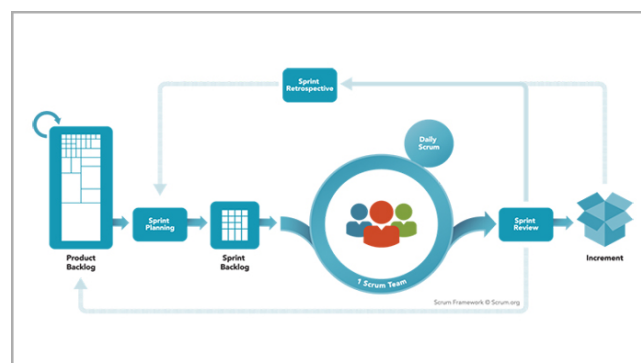 Sprint
Retrospective
Daily
Scrum
Sprint
Planning
Sprint
Review
Product
Backlog
Sprint
Backlog
Increment
1 Scrum Team
Scrum Framework © Scrum.org